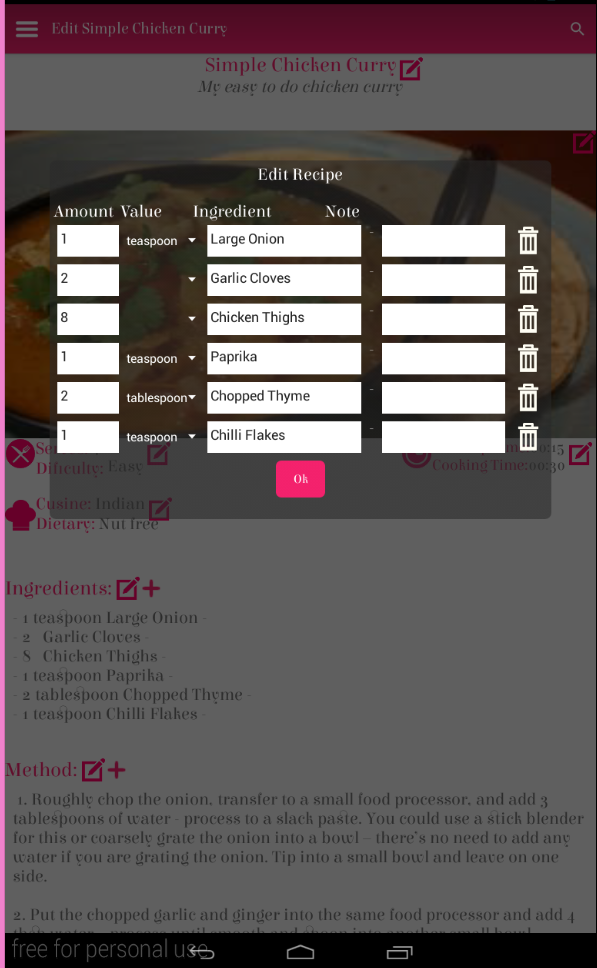 Edit Simple Chicken Curry
Simple Chicken Curry
My easy to do chicken curry
Edit Recipe
Amount Value Ingredient Note
1 teaspoon Large Onion -
2 Garlic Cloves -
8 Chicken Thighs -
1 teaspoon Paprika -
2 tablespoon Chopped Thyme -
1 teaspoon Chilli Flakes -
Ok
Dificulty: Easy
:15
Cooking Time:00:30
Cusine: Indian
Dietary: Nut free
Ingredients:
- 1 teaspoon Large Onion -
- 2 Garlic Cloves -
- 8 Chicken Thighs -
- 1 teaspoon Paprika -
- 2 tablespoon Chopped Thyme -
- 1 teaspoon Chilli Flakes -
Method:
1. Roughly chop the onion, transfer to a small food processor, and add 3
tablespoons of water - process to a slack paste. You could use a stick blender
for this or coarsely grate the onion into a bowl – there's no need to add any
water if you are grating the onion. Tip into a small bowl and leave on one
side.
2. Put the chopped garlic and ginger into the same food processor and add 4
free for personal use